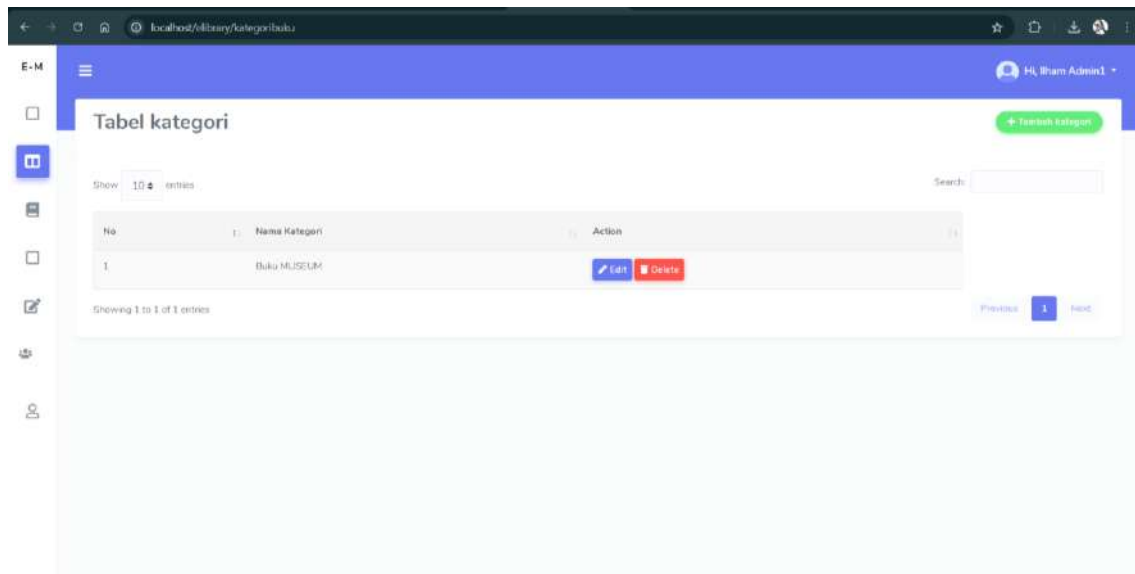 localhost/elibrary/kategoribuku
E-M
Hi, Ilham Admin1
Tabel kategori
+ Tambah kategori
Show 10 entries
Search:
No Nama Kategori Action
1 Buku MUSEUM Edit Delete
Showing 1 to 1 of 1 entries
Previous 1 Next